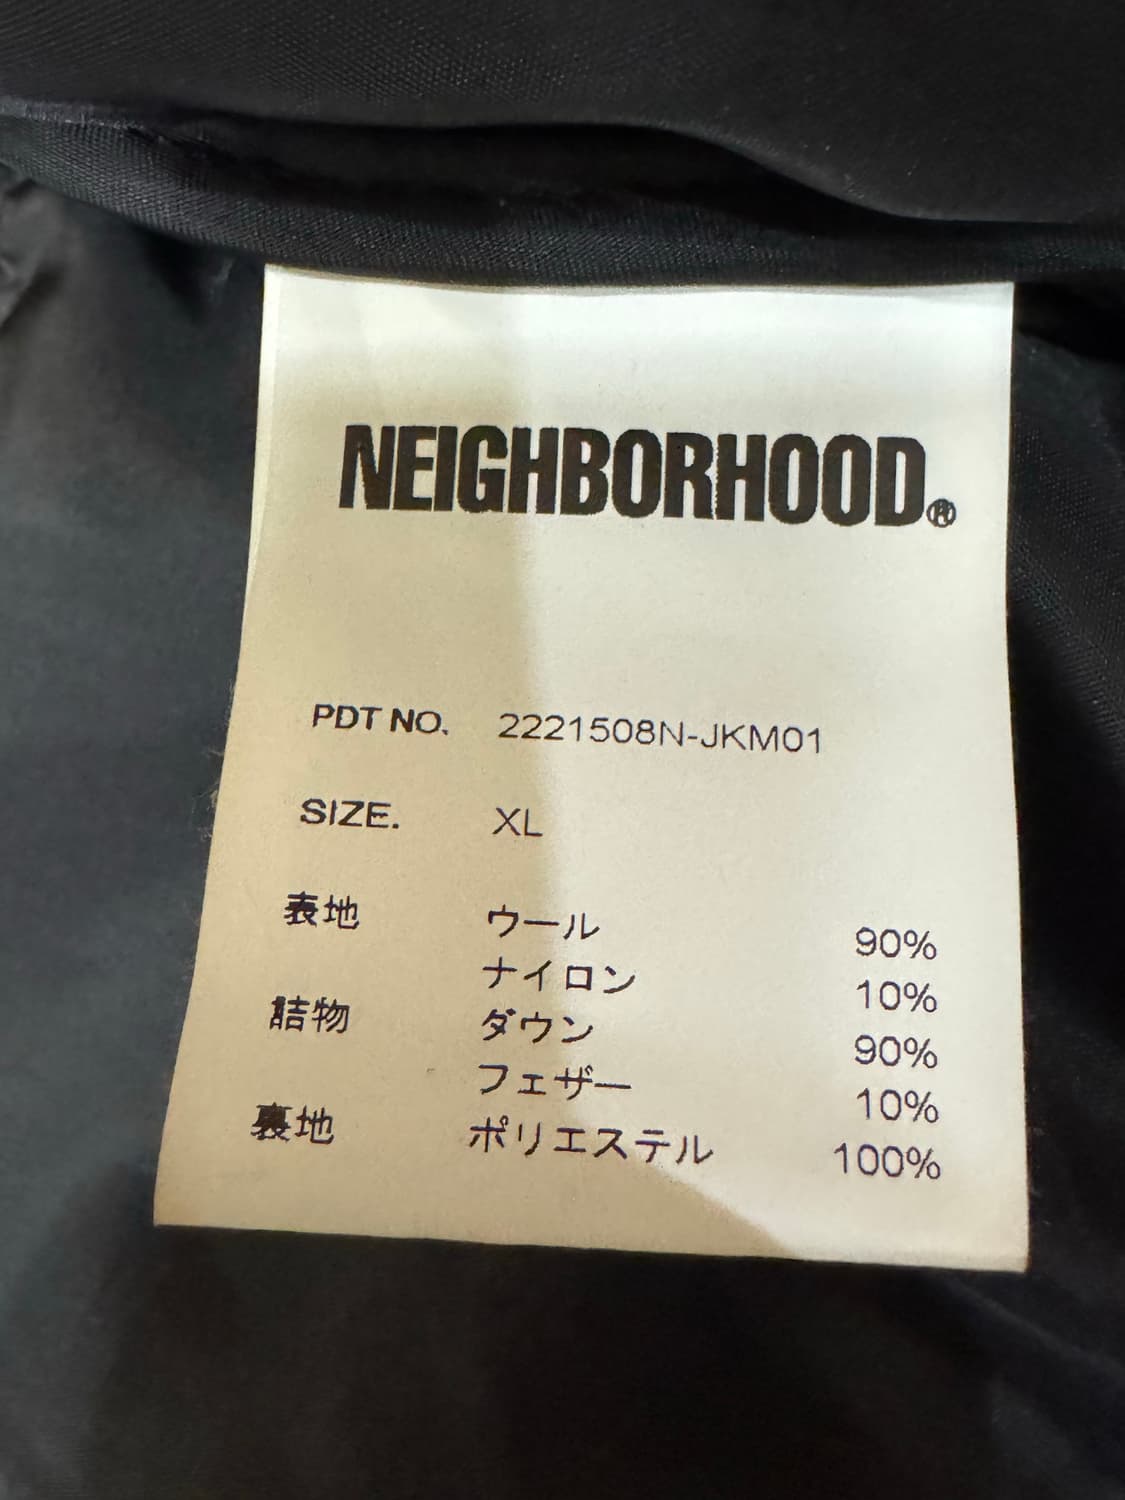 NEIGHBORHOOD®
PDT NO. 2221508N-JKM01
SIZE. XL
表地 ウール 90%
ナイロン 10%
詰物 ダウン 90%
フェザー 10%
裏地 ポリエステル 100%